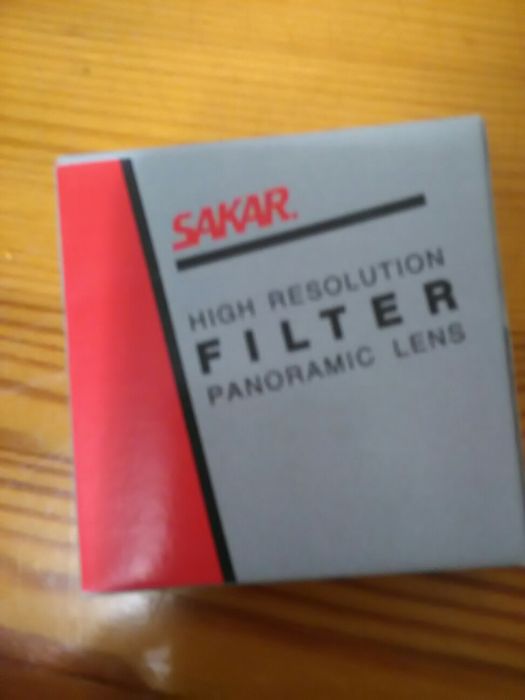 SAKAR.
HIGH RESOLUTION
FILTER
PANORAMIC LENS